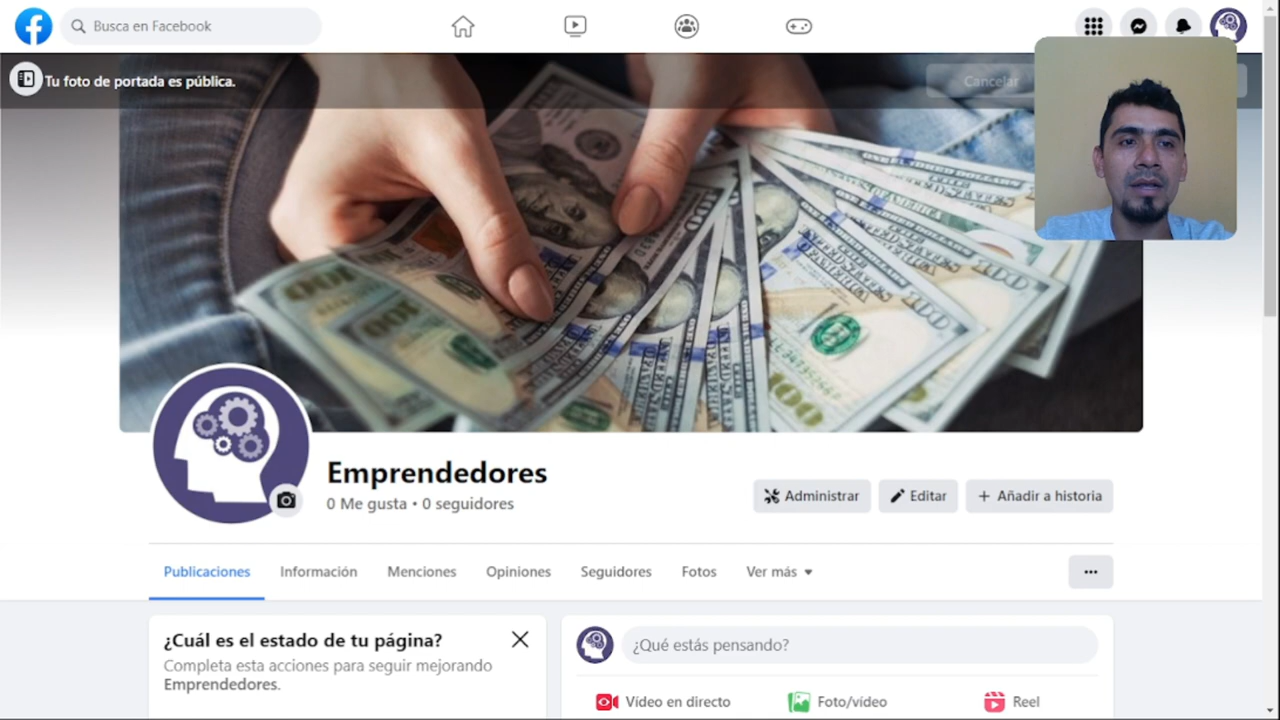 Busca en Facebook
Tu foto de portada es pública.
Cancelar
Emprendedores
0 Me gusta • 0 seguidores
Administrar
Editar
+ Añadir a historia
Publicaciones
Información
Menciones
Opiniones
Seguidores
Fotos
Ver más
¿Cuál es el estado de tu página?
Completa esta acciones para seguir mejorando
Emprendedores.
¿Qué estás pensando?
Vídeo en directo
Foto/vídeo
Reel